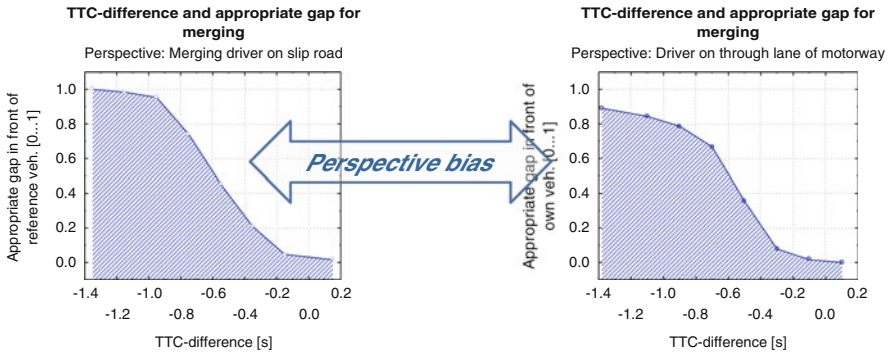 TTC-difference and appropriate gap for
merging
Perspective: Merging driver on slip road
Appropriate gap in front of
reference veh. [0...1]
1.0
0.8
0.6
0.4
0.2
0.0
-1.4 -1.0 -0.6 -0.2 0.2
-1.2 -0.8 -0.4 0.0
TTC-difference [s]
Perspective bias
TTC-difference and appropriate gap for
merging
Perspective: Driver on through lane of motorway
Appropriate gap in front of
own veh. [0...1]
1.0
0.8
0.6
0.4
0.2
0.0
-1.4 -1.0 -0.6 -0.2 0.2
-1.2 -0.8 -0.4 0.0
TTC-difference [s]